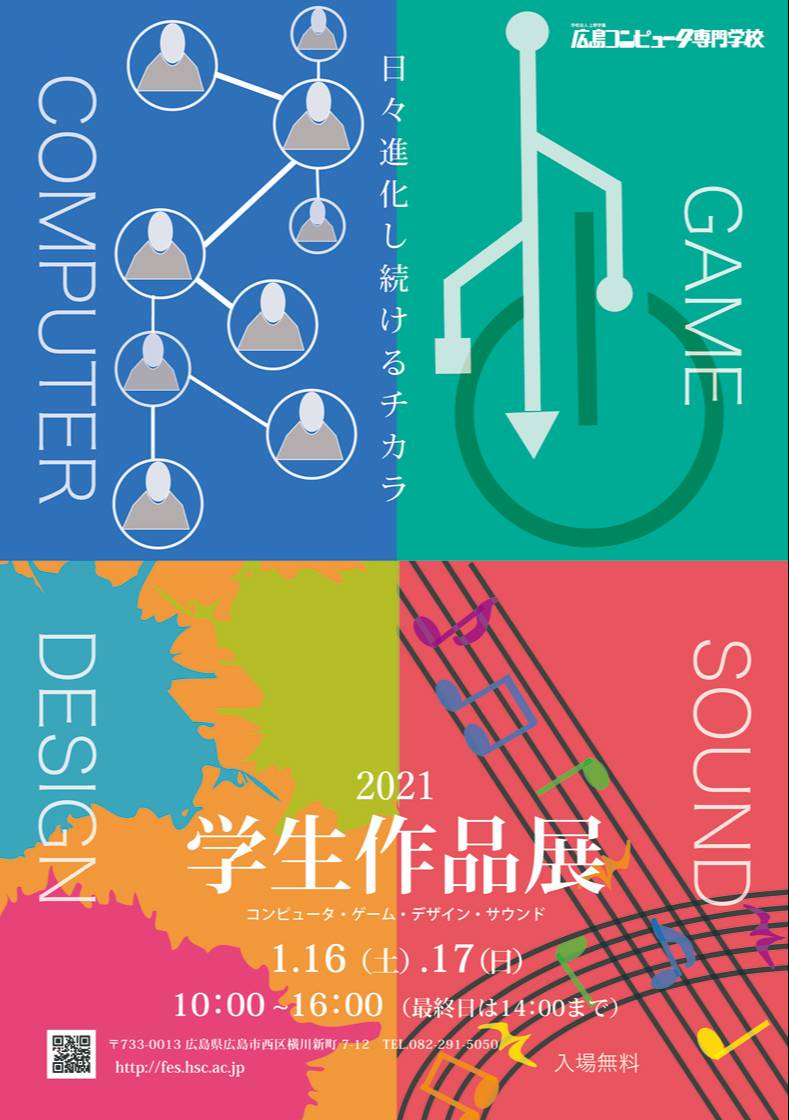 学校法人 上野学園
広島コンピュータ専門学校
COMPUTER
日々進化し続けるチカラ
GAME
DESIGN
SOUND
2021
学生作品展
コンピュータ・ゲーム・デザイン・サウンド
1.16（土）.17（日）
10:00~16:00（最終日は14:00まで）
〒733-0013 広島県広島市西区横川新町 7-12 TEL.082-291-5050
http://fes.hsc.ac.jp
入場無料